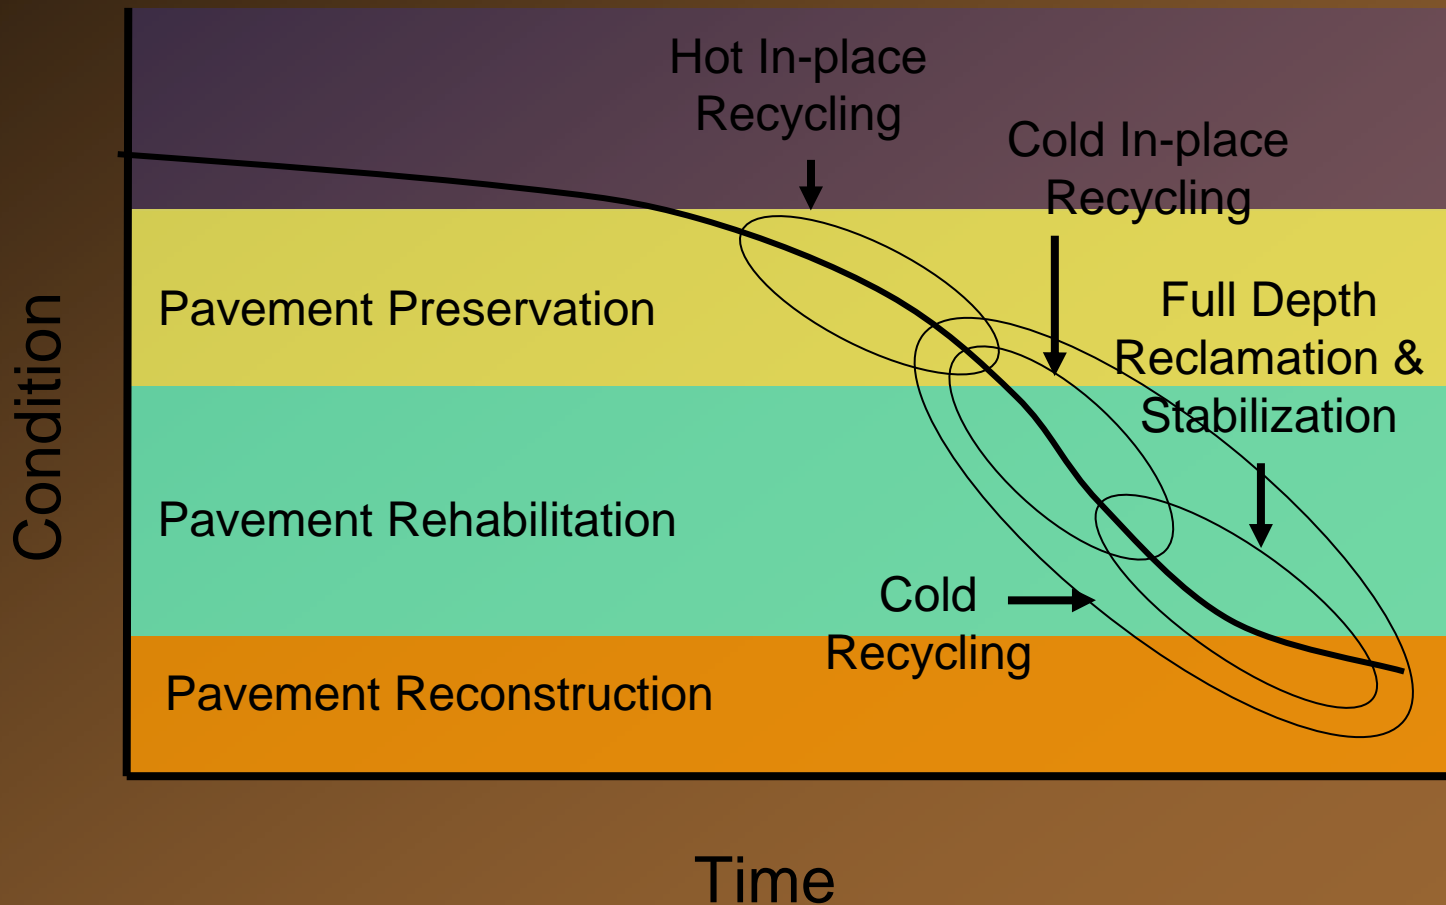 Hot In-place
Recycling
Cold In-place
Recycling
Full Depth
Reclamation &
Stabilization
Pavement Preservation
Condition
Pavement Rehabilitation
Cold
Recycling
Pavement Reconstruction
Time